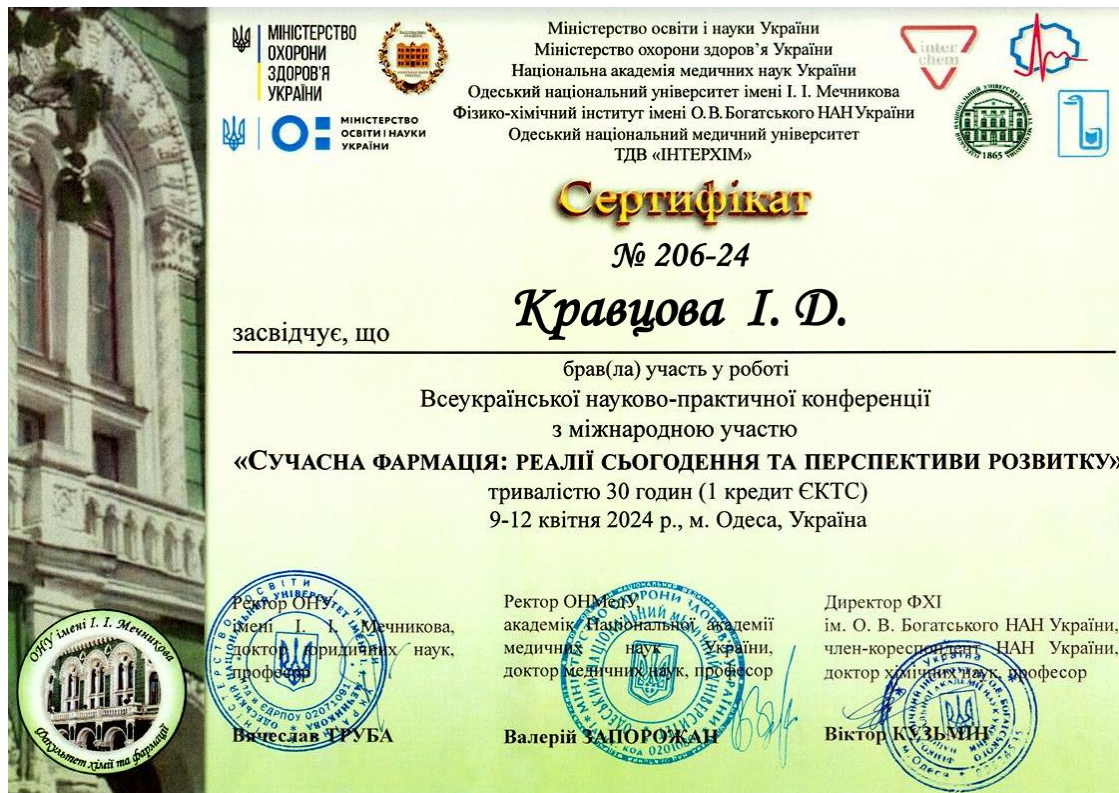 МІНІСТЕРСТВО
ОХОРОНИ
ЗДОРОВ'Я
УКРАЇНИ
МІНІСТЕРСТВО
ОСВІТИ І НАУКИ
УКРАЇНИ
Міністерство освіти і науки України
Міністерство охорони здоров'я України
Національна академія медичних наук України
Одеський національний університет імені І. І. Мечникова
Фізико-хімічний інститут імені О.В.Богатського НАН України
Одеський національний медичний університет
ТДВ «ІНТЕРХІМ»
inter
chem
1865
Сертифікат
№ 206-24
Кравцова І. Д.
засвідчує, що
брав(ла) участь у роботі
Всеукраїнської науково-практичної конференції
з міжнародною участю
«СУЧАСНА ФАРМАЦІЯ: РЕАЛІЇ СЬОГОДЕННЯ ТА ПЕРСПЕКТИВИ РОЗВИТКУ»
тривалістю 30 годин (1 кредит ЄКТС)
9-12 квітня 2024 р., м. Одеса, Україна
Ректор ОНУ
імені І. І. Мечникова,
доктор юридичних наук,
професор
Вячеслав ТРУБА
Ректор ОНМедУ,
академік Національної академії
медичних наук України,
доктор медичних наук, професор
Валерій ЗАПОРОЖАН
Директор ФХІ
ім. О. В. Богатського НАН України,
член-кореспондент НАН України,
доктор хімічних наук, професор
Віктор КУЗЬМІН
ОНУ імені І. І. Мечникова
Факультет хімії та фармації